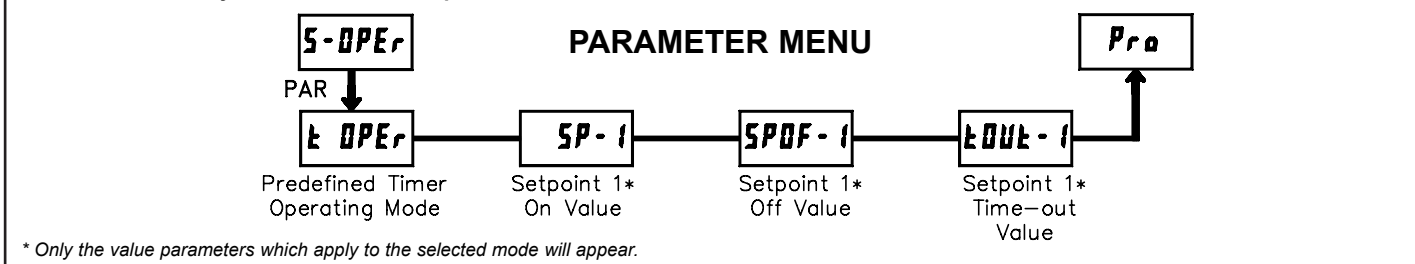 S-OPEr
PARAMETER MENU
Pro
PAR
t OPEr
SP-1
SPOF-1
tOUt-1
Predefined Timer
Operating Mode
Setpoint 1*
On Value
Setpoint 1*
Off Value
Setpoint 1*
Time-out
Value
* Only the value parameters which apply to the selected mode will appear.